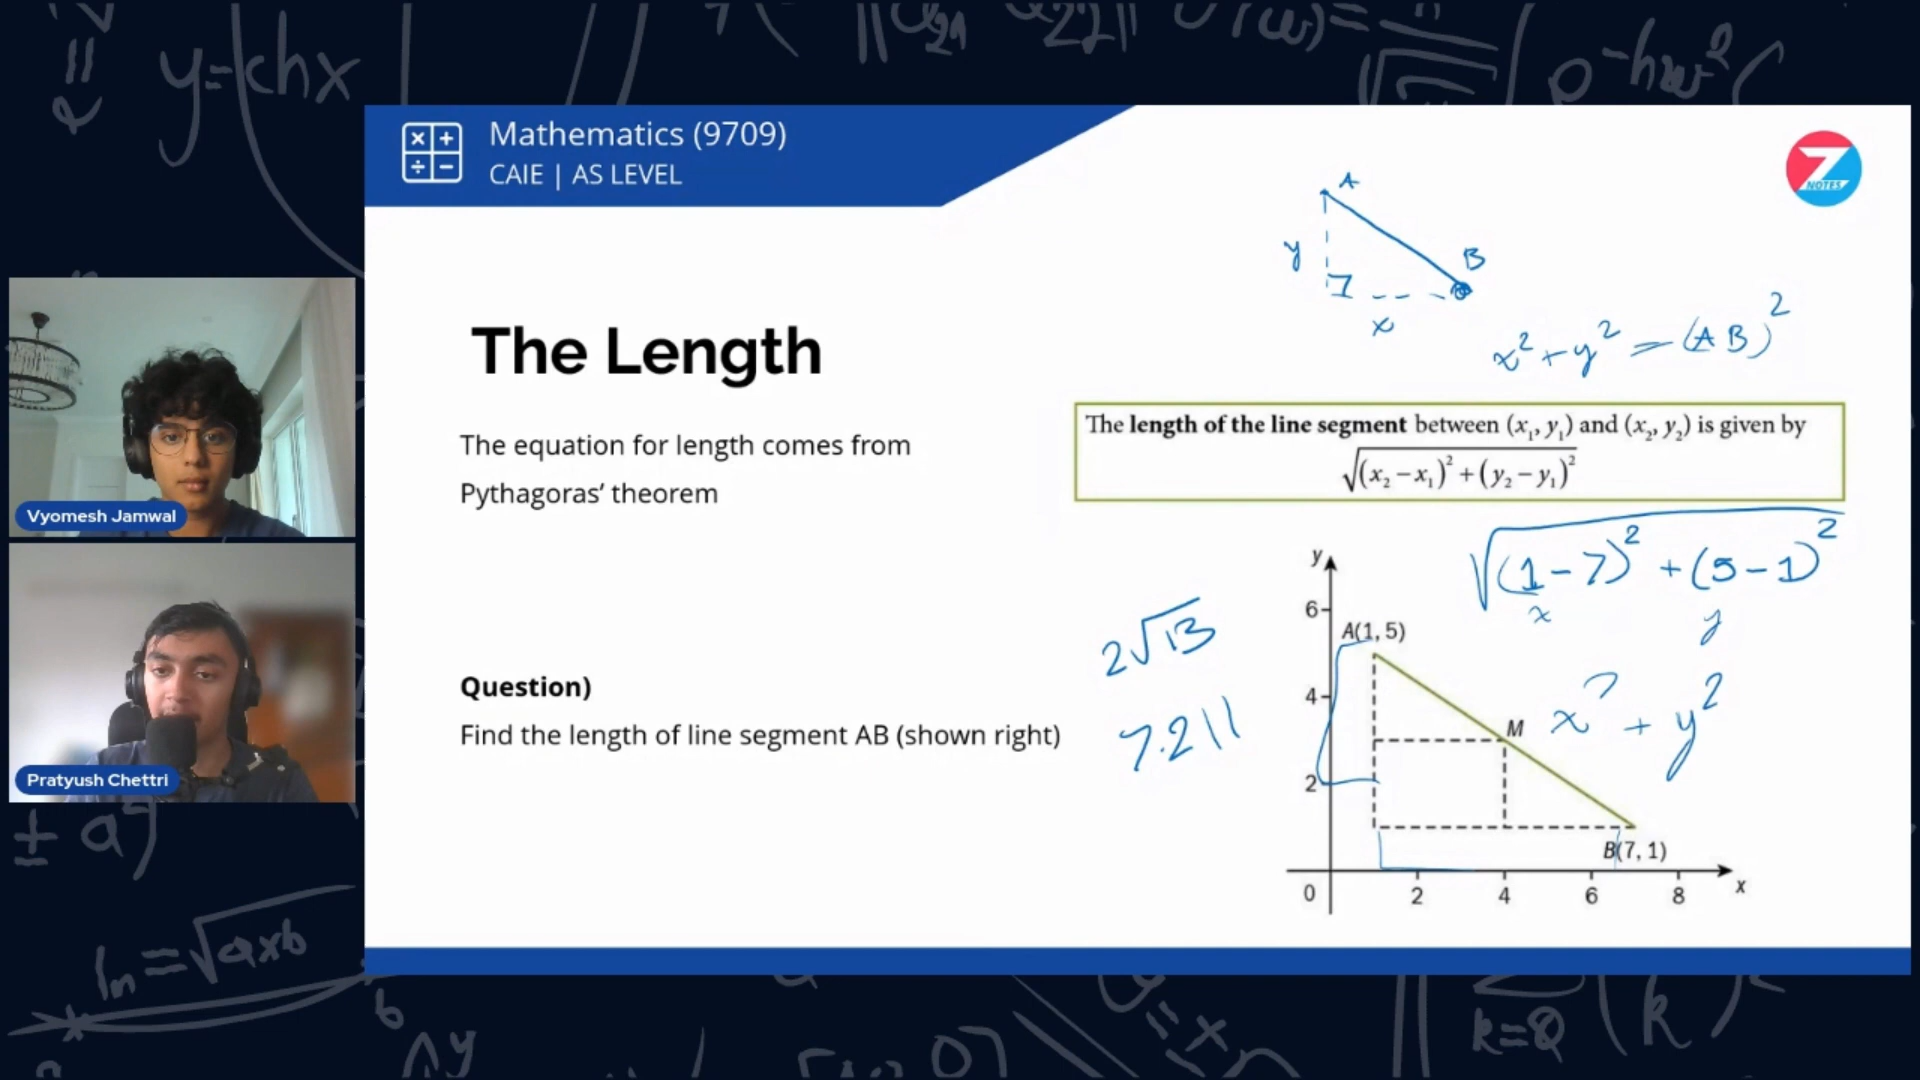 y=chx
Mathematics (9709)
CAIE | AS LEVEL
Z
NOTES
A
y
B
x
x²+y² = (AB)²
The Length
The equation for length comes from
Pythagoras’ theorem
The length of the line segment between (x₁, y₁) and (x₂, y₂) is given by
√(x₂ – x₁)² + (y₂ – y₁)²
√(1-7)² + (5-1)²
x y
Question)
Find the length of line segment AB (shown right)
2√13
7.211
x² + y²
y
6
4
2
0
2 4 6 8
x
A(1, 5)
M
B(7, 1)
Vyomesh Jamwal
Pratyush Chettri
ln=√axb
b
k=Q
(k)